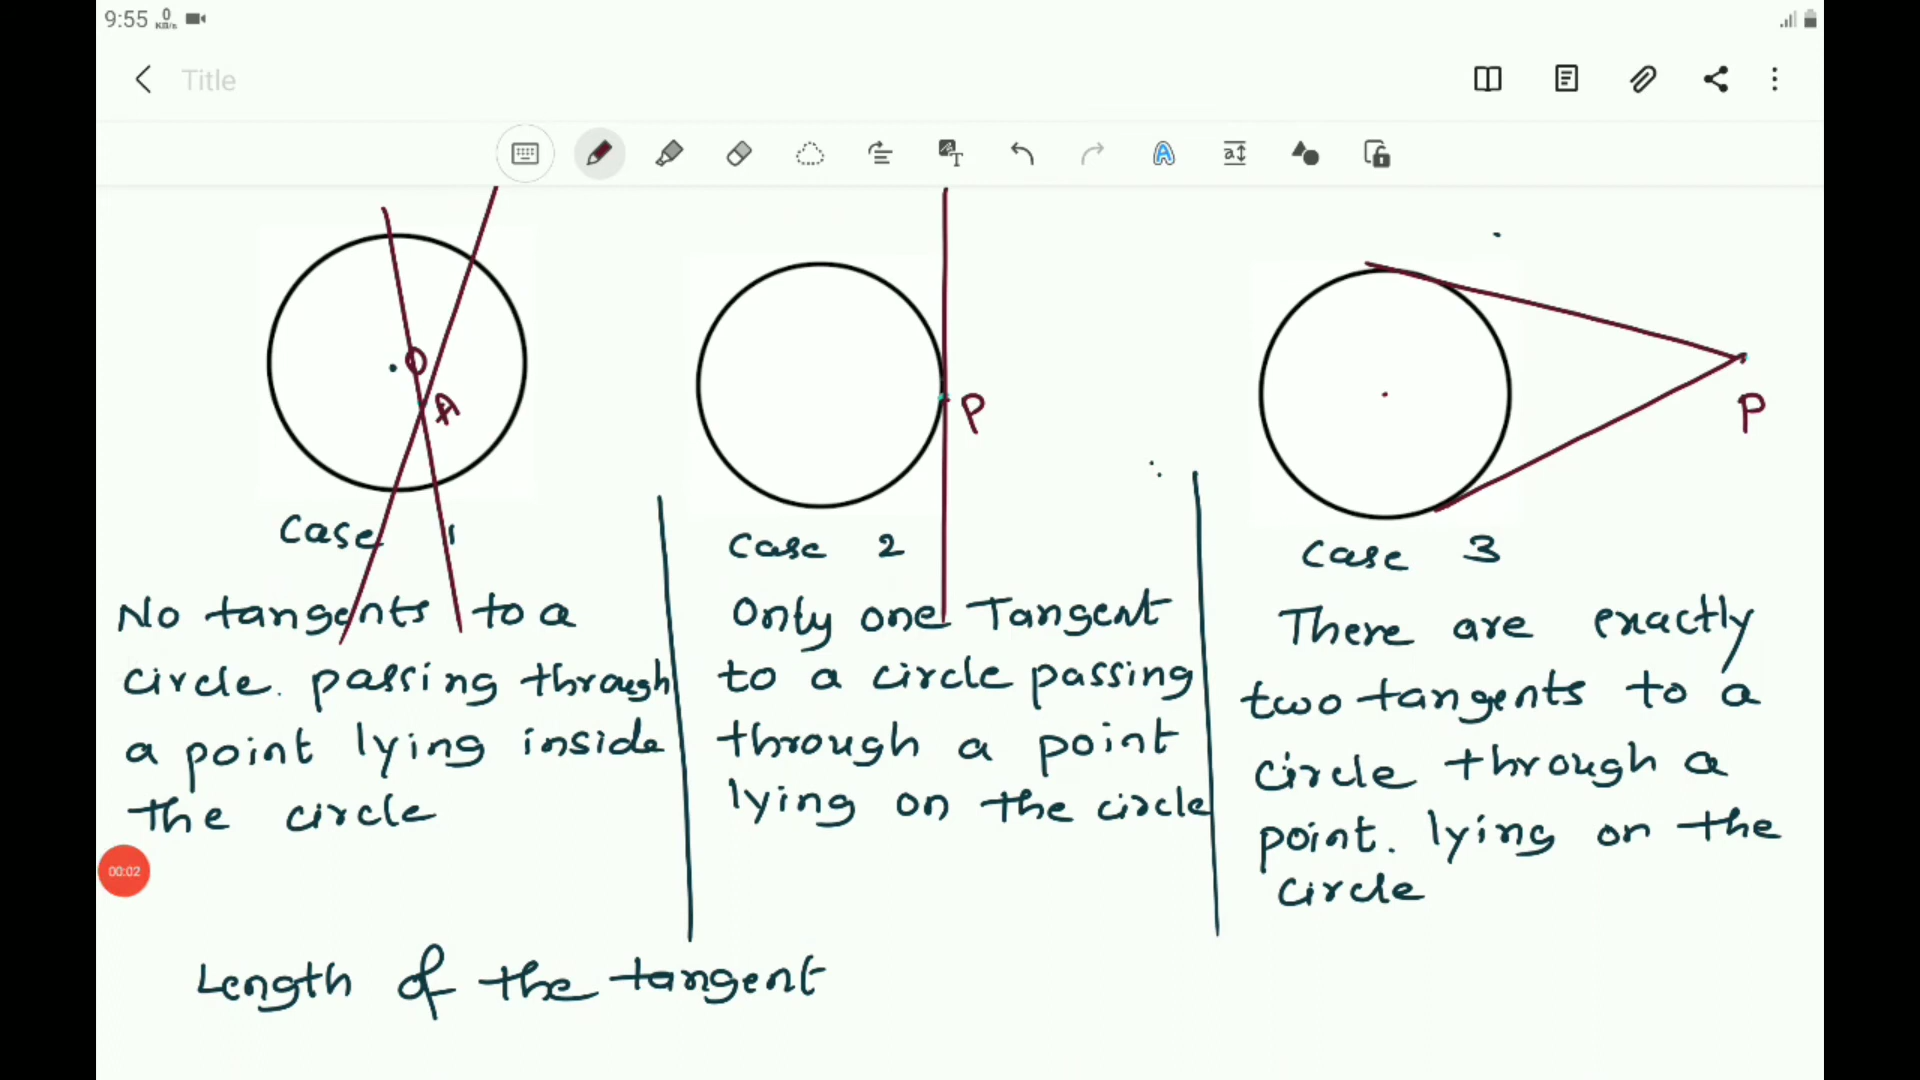 9:55 0 KB/s
Title
O
A
P
P
Case 1
No tangents to a
circle. passing through
a point lying inside
the circle
Case 2
Only one Tangent
to a circle passing
through a point
lying on the circle
Case 3
There are exactly
two tangents to a
circle through a
point. lying on the
circle
00:02
Length of the tangent